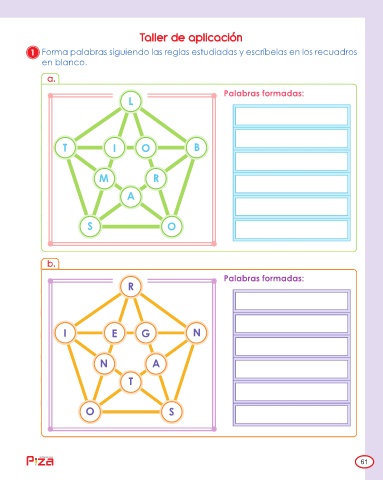 Taller de aplicación
1 Forma palabras siguiendo las reglas estudiadas y escríbelas en los recuadros
en blanco.
a.
Palabras formadas:
L
T I O B
M R
A
S O
b.
Palabras formadas:
R
I E G N
N A
T
O S
Piza
61